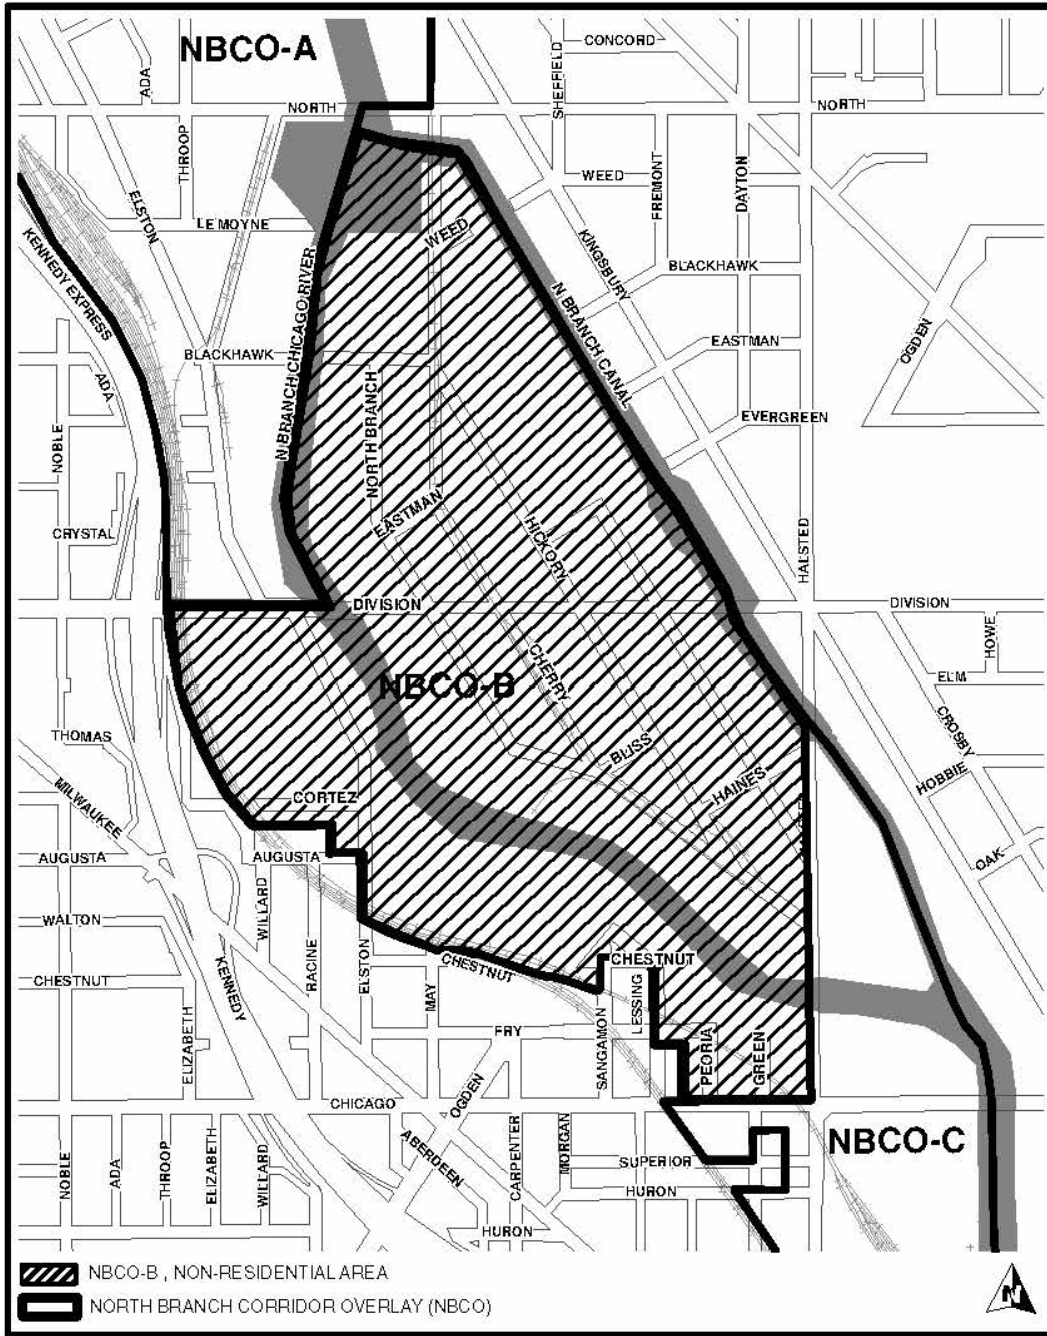 NBCO-A
CONCORD
ADA
SHEFFIELD
NORTH
NORTH
THROOP
ELSTON
LE MOYNE
WEED
FREMONT
DAYTON
WEED
KINGSBURY
BLACKHAWK
KENNEDY EXPRESS
N BRANCH CHICAGO RIVER
N BRANCH CANAL
OGDEN
BLACKHAWK
EASTMAN
ADA
NORTH BRANCH
EVERGREEN
NOBLE
EASTMAN
HICKORY
CRYSTAL
HALSTED
DIVISION
DIVISION
HOWE
CHERRY
ELM
NBCO-B
CROSBY
THOMAS
BLISS
HAINES
HOBBIE
MILWAUKEE
CORTEZ
AUGUSTA
AUGUSTA
OAK
WALTON
WILLARD
RACINE
ELSTON
CHESTNUT
KENNEDY
MAY
CHESTNUT
CHESTNUT
LESSING
FRY
SANGAMON
PEORIA
GREEN
ELIZABETH
OGDEN
CHICAGO
NBCO-C
ABERDEEN
CARPENTER
MORGAN
NOBLE
ADA
THROOP
ELIZABETH
WILLARD
SUPERIOR
HURON
HURON
NBCO-B , NON-RESIDENTIAL AREA
NORTH BRANCH CORRIDOR OVERLAY (NBCO)
N